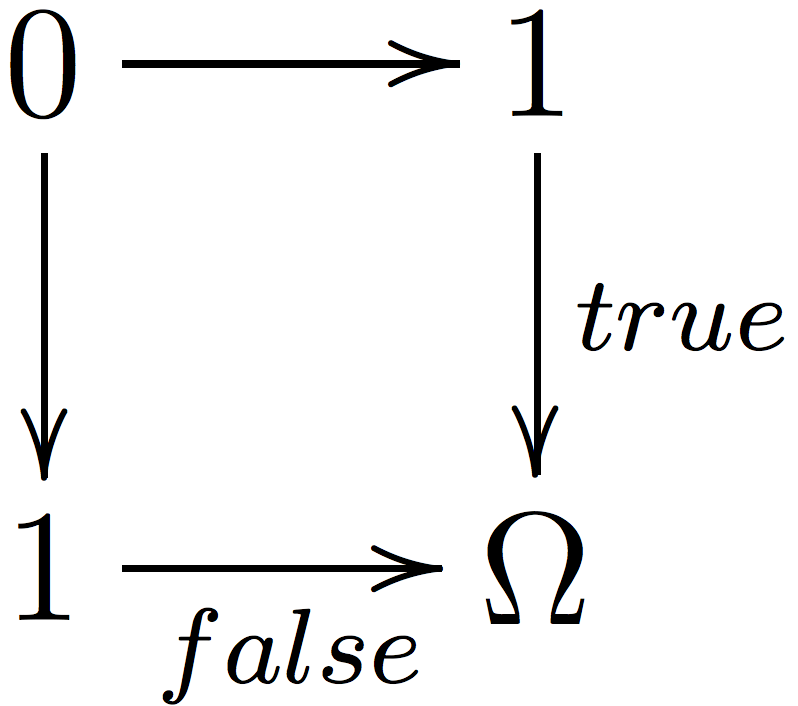 0 1
true
1 Ω
false